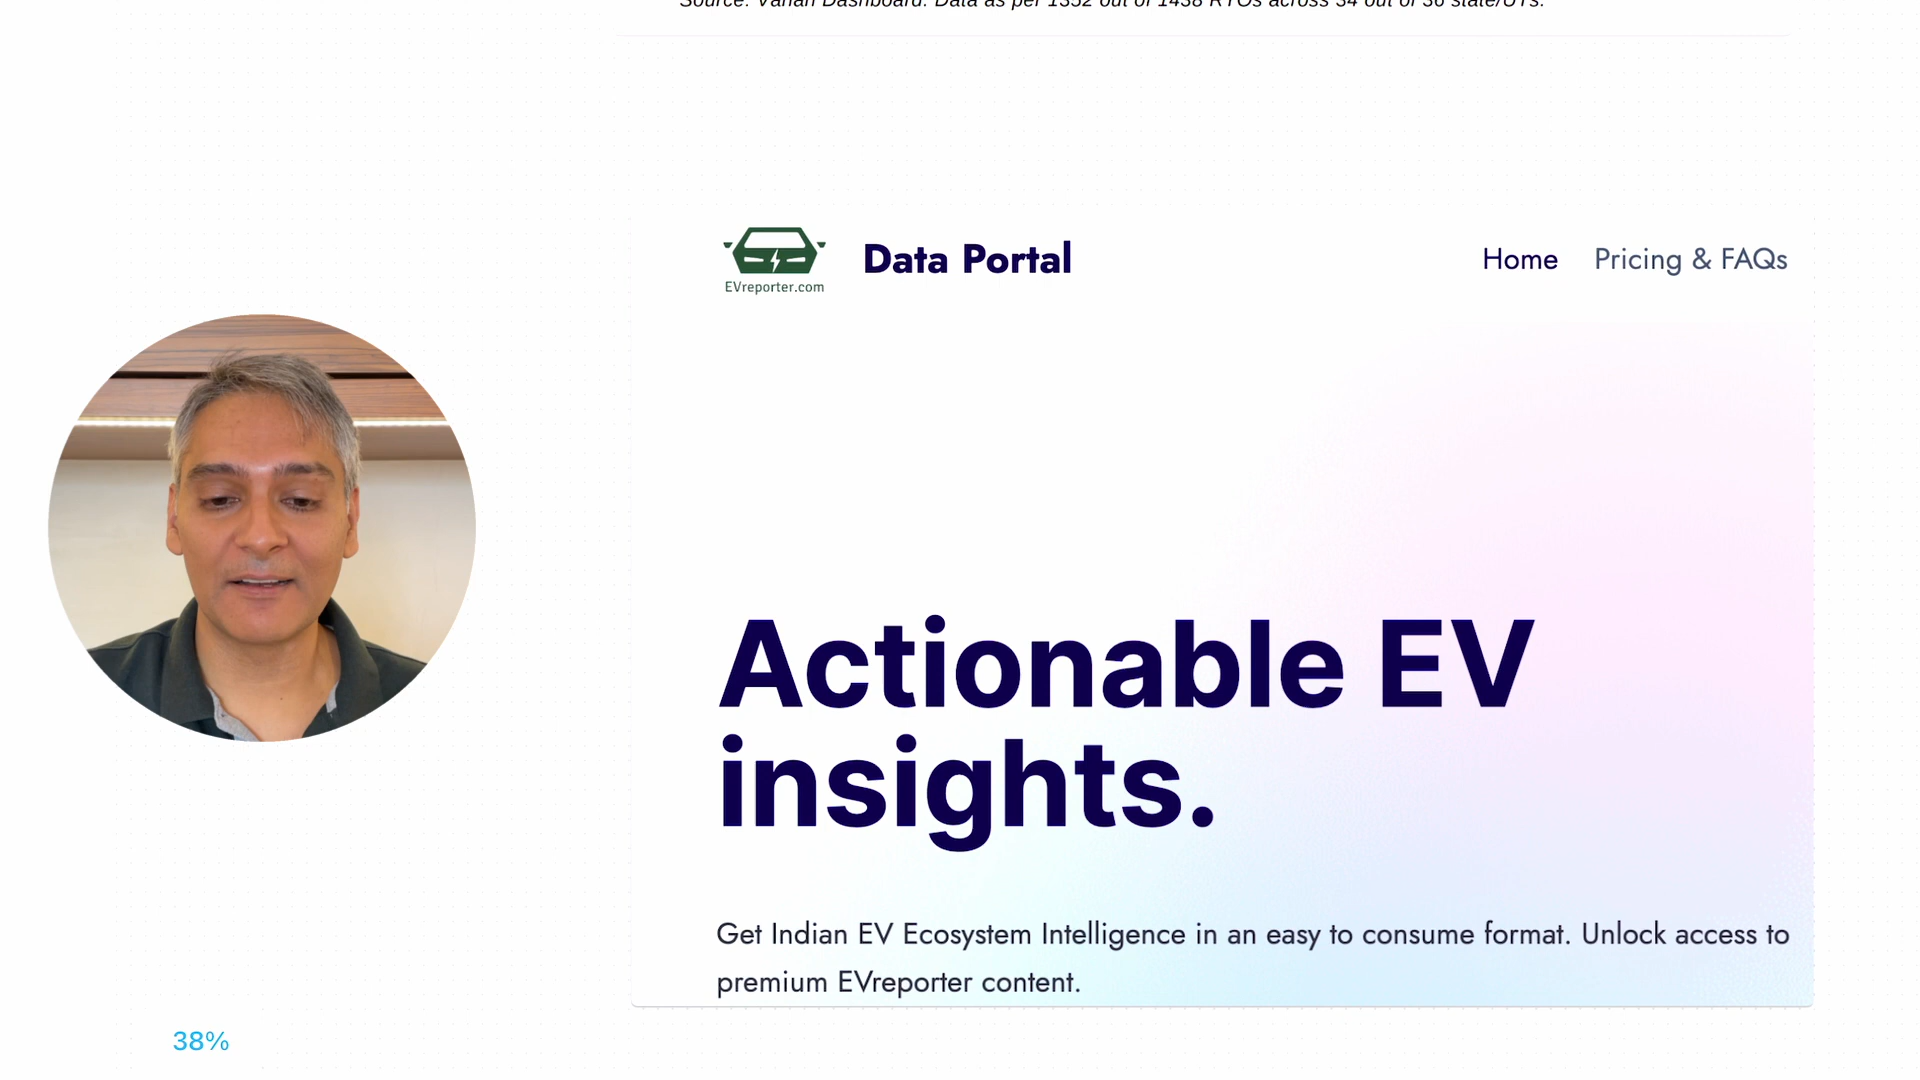 Source: Vahan Dashboard. Data as per 1352 out of 1438 RTOs across 34 out of 36 state/UTs.
EVreporter.com
Data Portal
Home
Pricing & FAQs
Actionable EV
insights.
Get Indian EV Ecosystem Intelligence in an easy to consume format. Unlock access to
premium EVreporter content.
38%